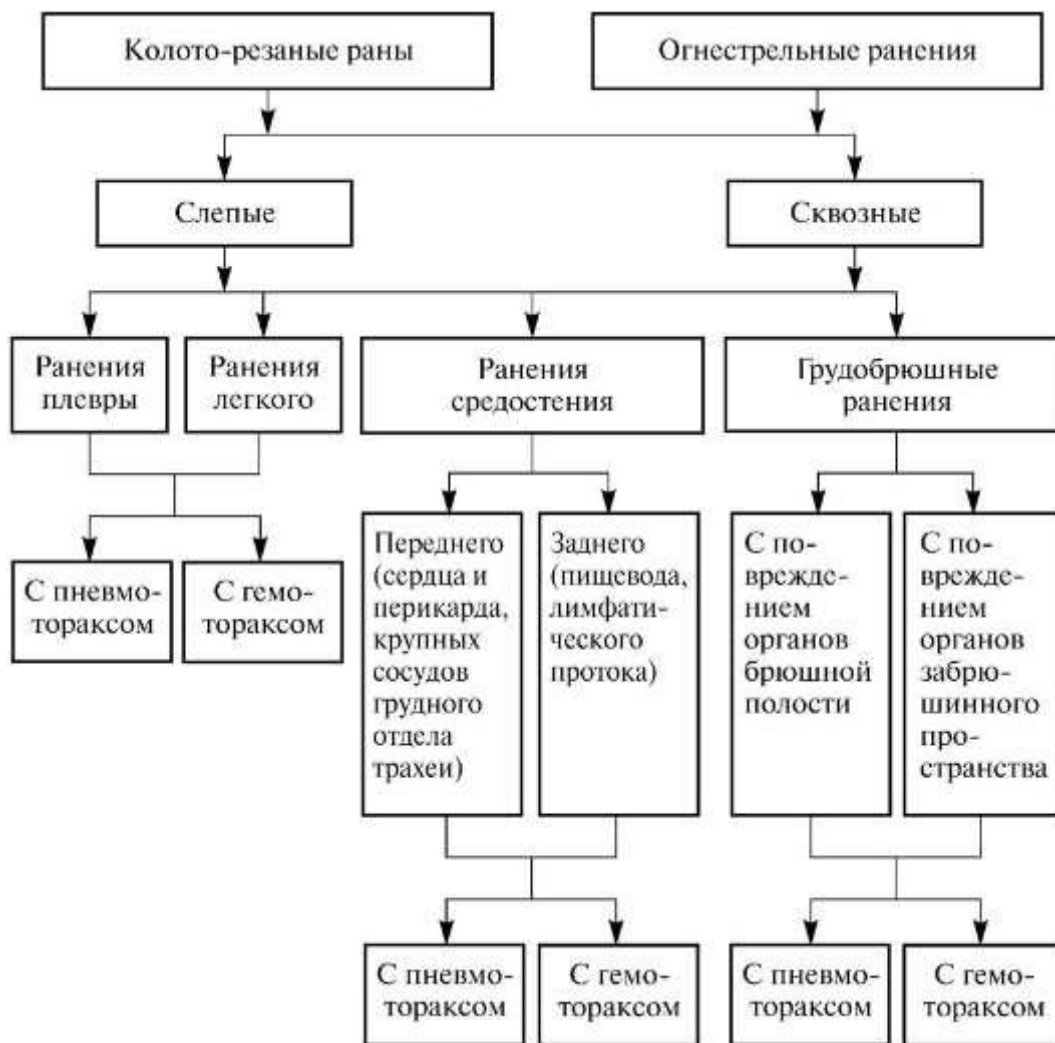 Колото-резаные раны
Огнестрельные ранения
Слепые
Сквозные
Ранения
плевры
Ранения
легкого
Ранения
средостения
Грудобрюшные
ранения
С пневмо-
тораксом
С гемо-
тораксом
Переднего
(сердца и
перикарда,
крупных
сосудов
грудного
отдела
трахеи)
Заднего
(пищевода,
лимфати-
ческого
протока)
С по-
врежде-
нием
органов
брюшной
полости
С по-
врежде-
нием
органов
забрю-
шинного
про-
странства
С пневмо-
тораксом
С гемо-
тораксом
С пневмо-
тораксом
С гемо-
тораксом